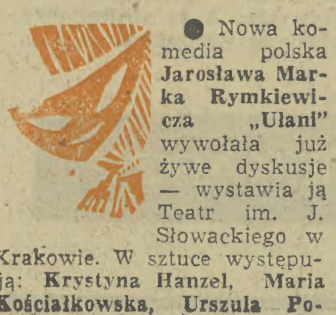 ● Nowa ko-
media polska
Jarosława Mar-
ka Rymkiewi-
cza „Ułani"
wywołała już
żywe dyskusje
— wystawia ją
Teatr im. J.
Słowackiego w
Krakowie. W sztuce występu-
ją: Krystyna Hanzel, Maria
Kościałkowska, Urszula Po-